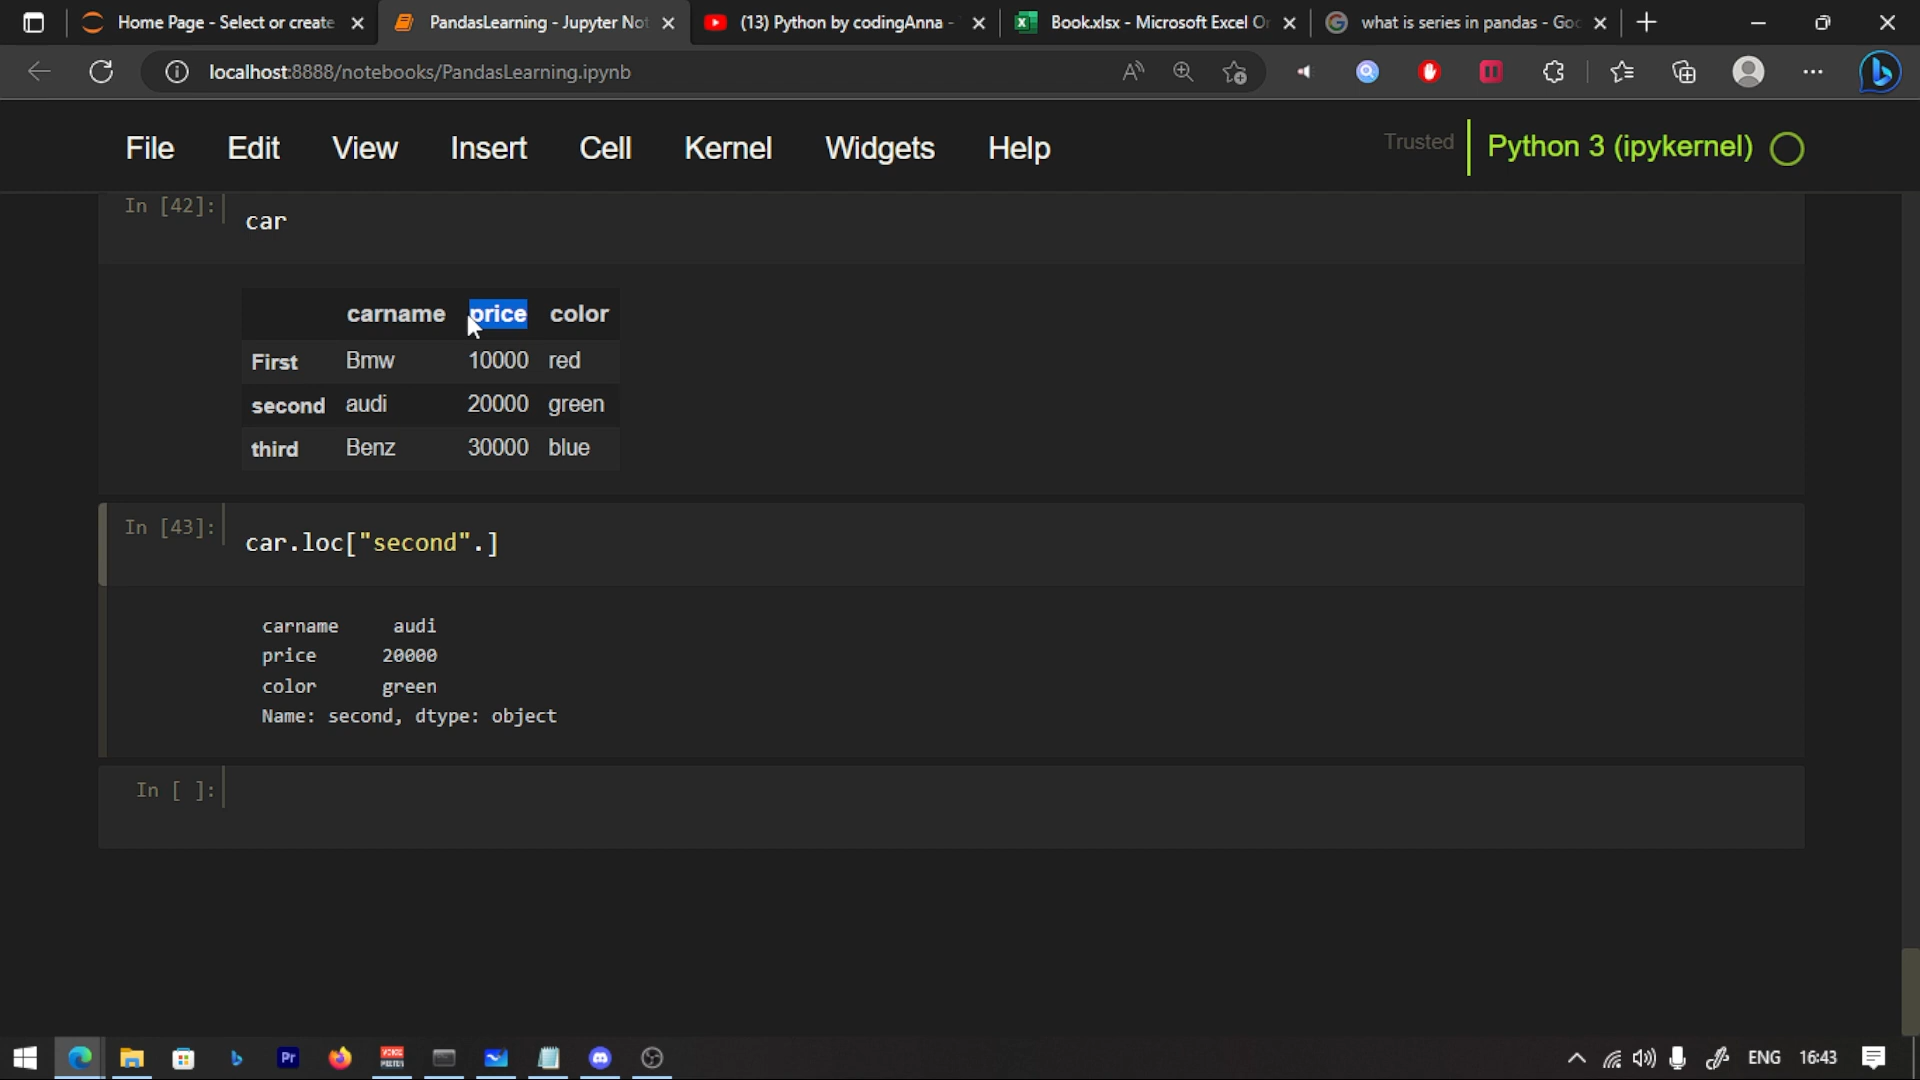 Home Page - Select or create
PandasLearning - Jupyter Not
(13) Python by codingAnna -
Book.xlsx - Microsoft Excel Or
what is series in pandas - Goo
localhost:8888/notebooks/PandasLearning.ipynb
File Edit View Insert Cell Kernel Widgets Help Trusted Python 3 (ipykernel)
In [42]: car
carname price color
First Bmw 10000 red
second audi 20000 green
third Benz 30000 blue
In [43]: car.loc["second".]
carname audi
price 20000
color green
Name: second, dtype: object
In [ ]:
Pr
ENG 16:43